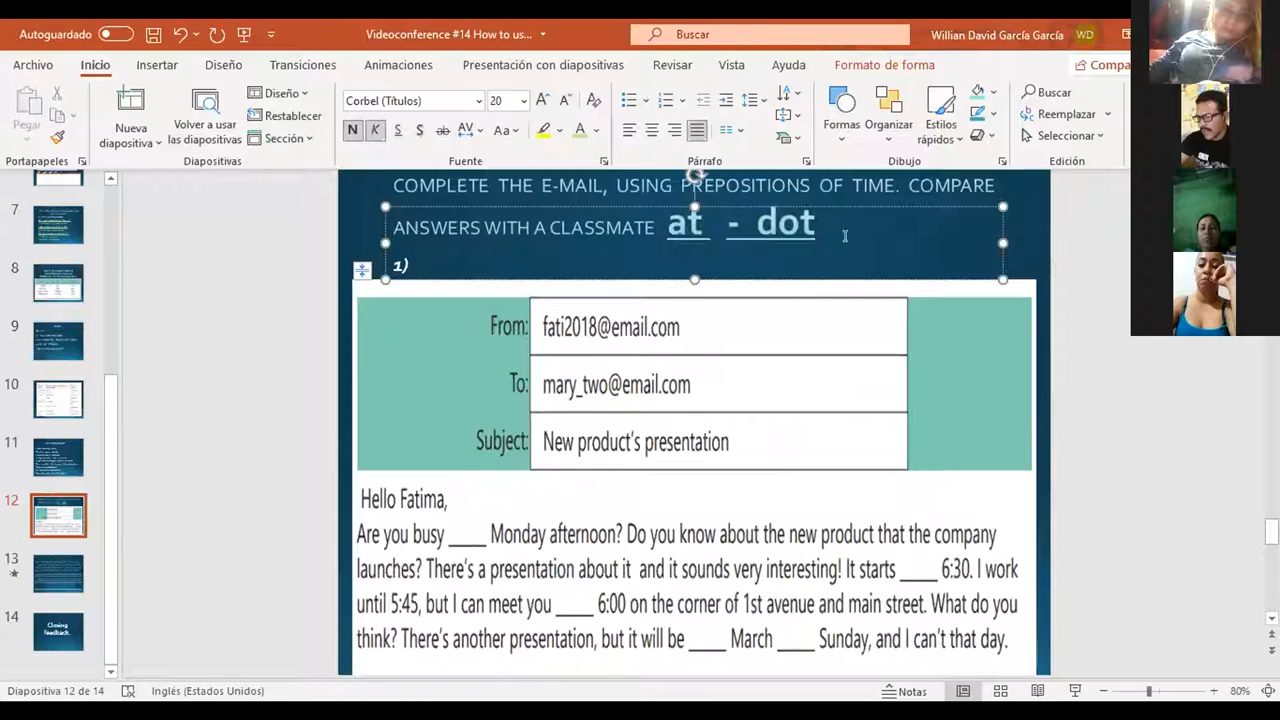 Autoguardado
Videoconference #14 How to us...
Buscar
Willian David García García
WD
Archivo
Inicio
Insertar
Diseño
Transiciones
Animaciones
Presentación con diapositivas
Revisar
Vista
Ayuda
Formato de forma
Compa
Pegar
Nueva diapositiva
Volver a usar las diapositivas
Diseño
Restablecer
Sección
Corbel (Títulos)
20
N K S S ab AV Aa A
Formas
Organizar
Estilos rápidos
Buscar
Reemplazar
Seleccionar
Portapapeles
Diapositivas
Fuente
Párrafo
Dibujo
Edición
7
8
9
10
11
12
13
14
Closing
Feedback.
COMPLETE THE E-MAIL, USING PREPOSITIONS OF TIME. COMPARE
ANSWERS WITH A CLASSMATE at - dot
1)
From: fati2018@email.com
To: mary_two@email.com
Subject: New product's presentation
Hello Fatima,
Are you busy ____ Monday afternoon? Do you know about the new product that the company
launches? There's a presentation about it and it sounds very interesting! It starts ____ 6:30. I work
until 5:45, but I can meet you ____ 6:00 on the corner of 1st avenue and main street. What do you
think? There's another presentation, but it will be ____ March ____ Sunday, and I can't that day.
Diapositiva 12 de 14
Inglés (Estados Unidos)
Notas
80%